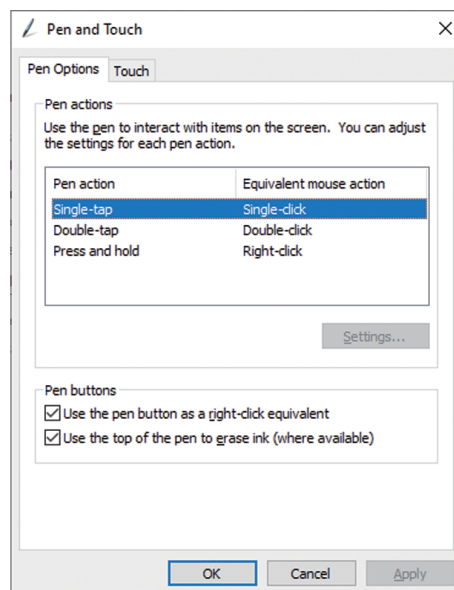 Pen and Touch
Pen Options Touch
Pen actions
Use the pen to interact with items on the screen. You can adjust
the settings for each pen action.
Pen action Equivalent mouse action
Single-tap Single-click
Double-tap Double-click
Press and hold Right-click
Settings...
Pen buttons
Use the pen button as a right-click equivalent
Use the top of the pen to erase ink (where available)
OK Cancel Apply